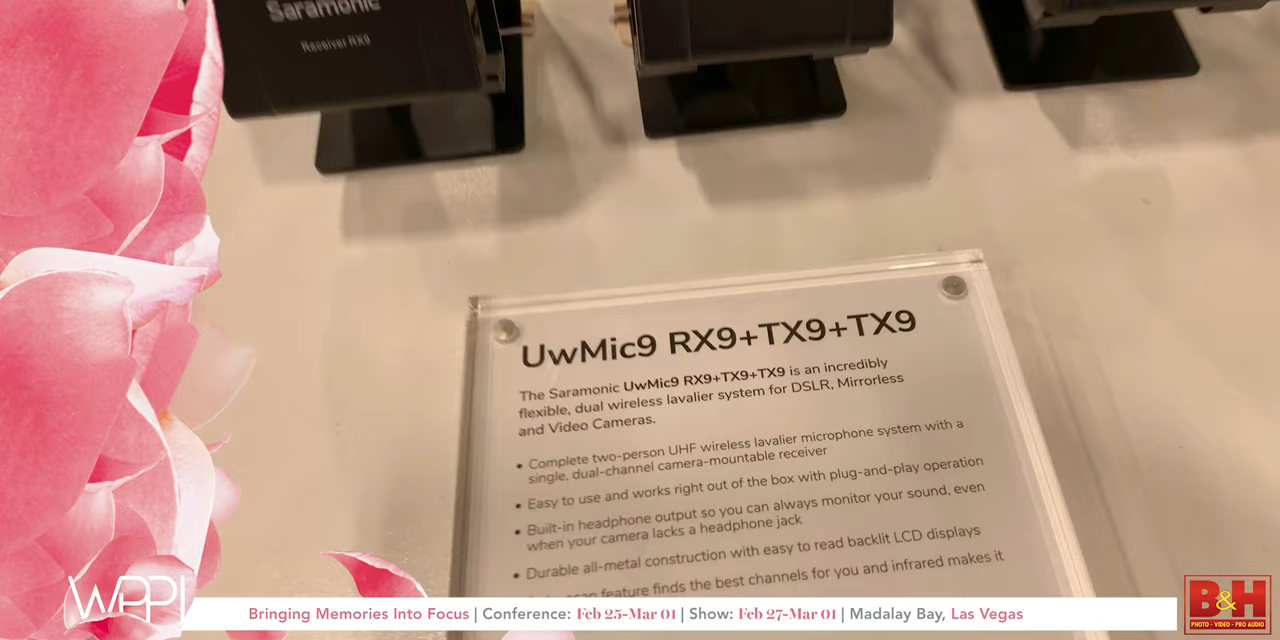 Saramonic
Receiver RX9
UwMic9 RX9+TX9+TX9
The Saramonic UwMic9 RX9+TX9+TX9 is an incredibly
flexible, dual wireless lavalier system for DSLR, Mirrorless
and Video Cameras.
• Complete two-person UHF wireless lavalier microphone system with a
single, dual-channel camera-mountable receiver
• Easy to use and works right out of the box with plug-and-play operation
• Built-in headphone output so you can always monitor your sound, even
when your camera lacks a headphone jack
• Durable all-metal construction with easy to read backlit LCD displays
feature finds the best channels for you and infrared makes it
WPPI
Bringing Memories Into Focus | Conference: Feb 25-Mar 01 | Show: Feb 27-Mar 01 | Madalay Bay, Las Vegas
B&H
PHOTO - VIDEO - PRO AUDIO